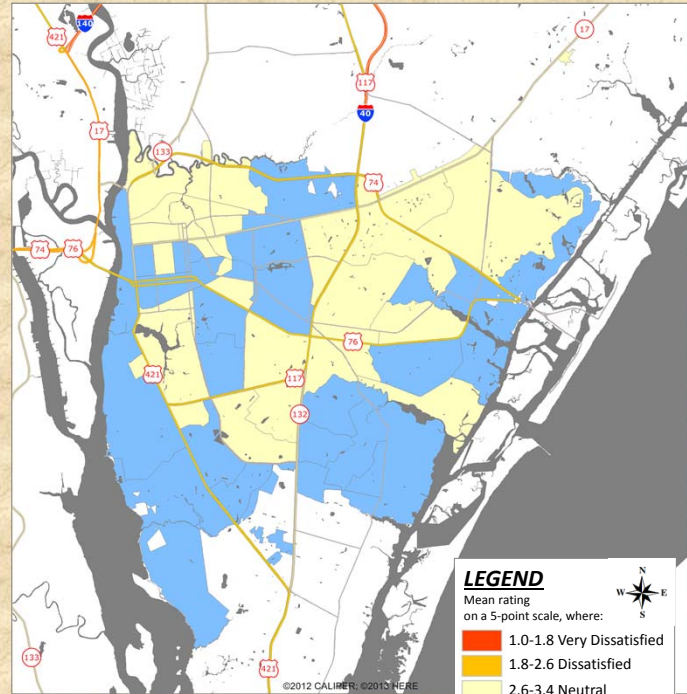 140
421
17
117
17
40
133
74
74
76
76
421
117
132
LEGEND
N
W E
S
Mean rating
on a 5-point scale, where:
1.0-1.8 Very Dissatisfied
1.8-2.6 Dissatisfied
2.6-3.4 Neutral
133
421
©2012 CALIPER; ©2013 HERE